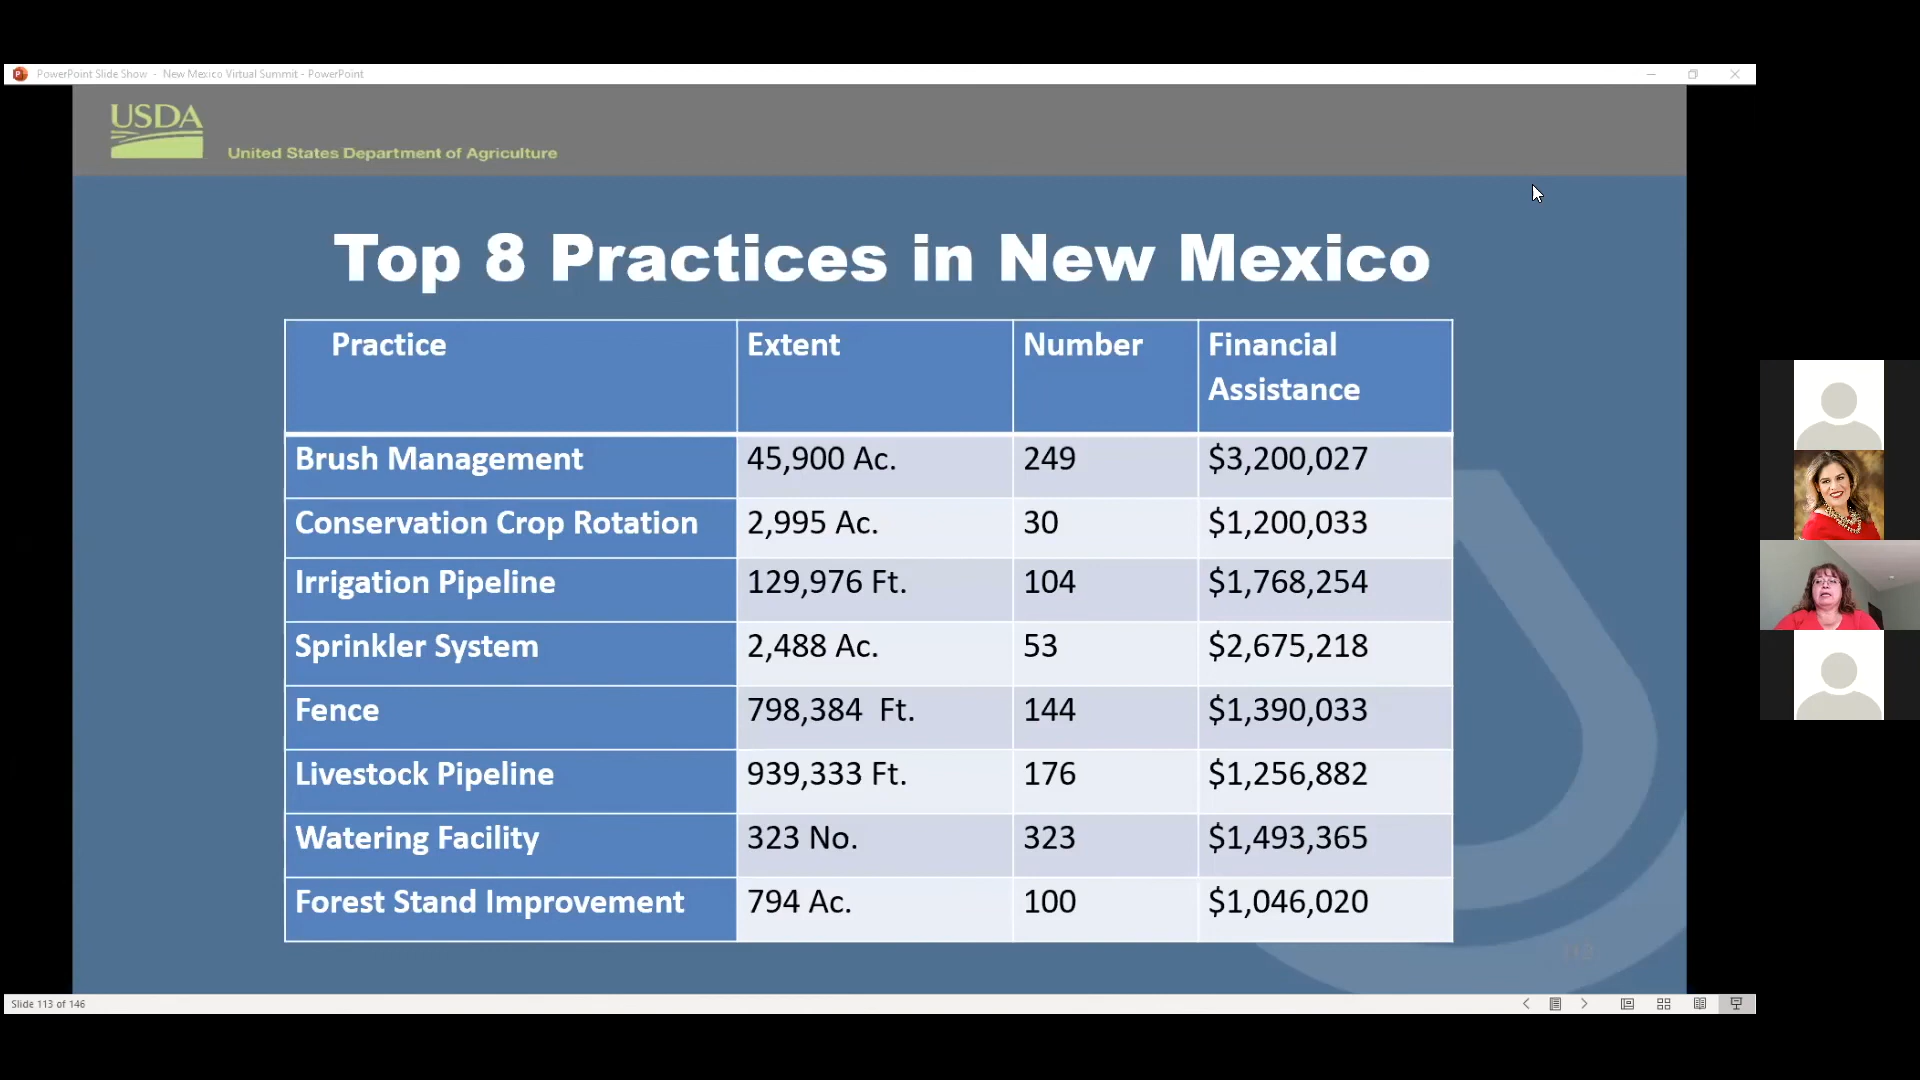 PowerPoint Slide Show - New Mexico Virtual Summit - PowerPoint
USDA
United States Department of Agriculture
Top 8 Practices in New Mexico
Practice Extent Number Financial Assistance
Brush Management 45,900 Ac. 249 $3,200,027
Conservation Crop Rotation 2,995 Ac. 30 $1,200,033
Irrigation Pipeline 129,976 Ft. 104 $1,768,254
Sprinkler System 2,488 Ac. 53 $2,675,218
Fence 798,384 Ft. 144 $1,390,033
Livestock Pipeline 939,333 Ft. 176 $1,256,882
Watering Facility 323 No. 323 $1,493,365
Forest Stand Improvement 794 Ac. 100 $1,046,020
Slide 113 of 146